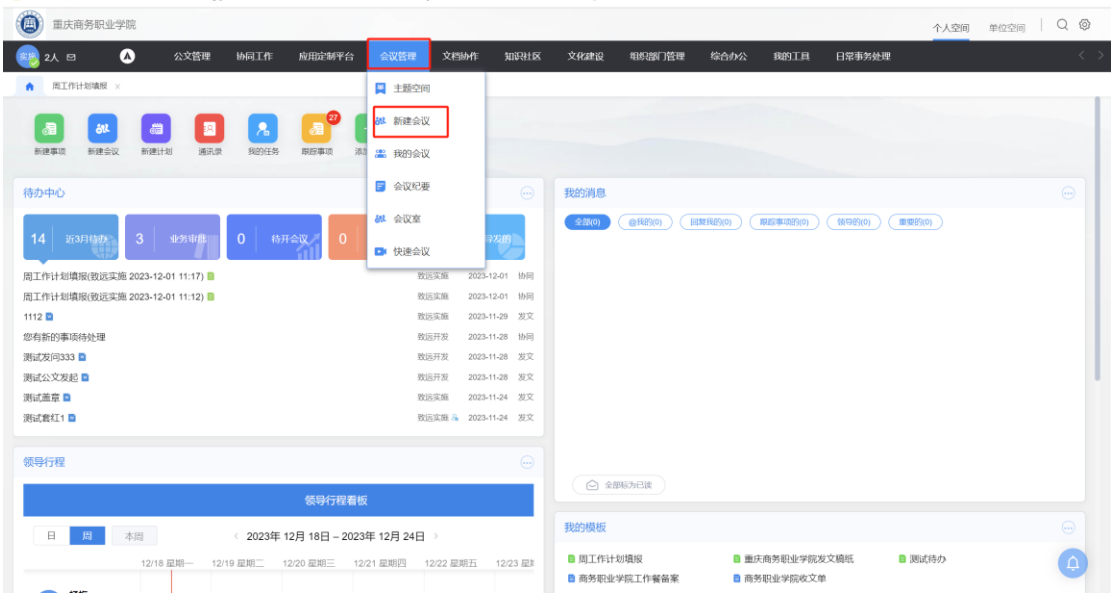 重庆商务职业学院
个人空间 单位空间
实施 2人 公文管理 协同工作 应用定制平台 会议管理 文档协作 知识社区 文化建设 组织部门管理 综合办公 我的工具 日常事务处理
周工作计划填报 ×
主题空间
新建会议
我的会议
会议纪要
会议室
快速会议
27
新建事项 新建会议 新建计划 通讯录 我的任务 跟踪事项
待办中心
14 近3月待办 3 业务审批 0 待开会议 0
周工作计划填报(致远实施 2023-12-01 11:17) 致远实施 2023-12-01 协同
周工作计划填报(致远实施 2023-12-01 11:12) 致远实施 2023-12-01 协同
1112 致远实施 2023-11-29 发文
您有新的事项待处理 致远开发 2023-11-28 协同
测试发问333 致远开发 2023-11-28 发文
测试公文发起 致远开发 2023-11-28 发文
测试盖章 致远实施 2023-11-24 发文
测试套红1 致远实施 2023-11-24 发文
我的消息
全部(0) @我的(0) 回复我的(0) 跟踪事项的(0) 领导的(0) 重要的(0)
全部标为已读
领导行程
领导行程看板
日 周 本周 < 2023年 12月 18日 – 2023年 12月 24日 >
12/18 星期一 12/19 星期二 12/20 星期三 12/21 星期四 12/22 星期五 12/23 星期
我的模板
周工作计划填报 重庆商务职业学院发文稿纸 测试待办
商务职业学院工作餐备案 商务职业学院收文单